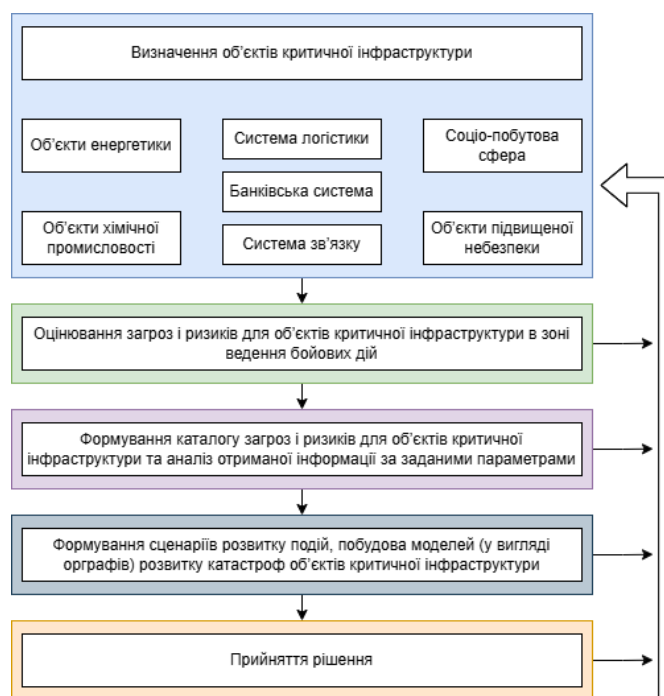 Визначення об'єктів критичної інфраструктури
Об'єкти енергетики
Система логістики
Соціо-побутова
сфера
Банківська система
Об'єкти хімічної
промисловості
Система зв'язку
Об'єкти підвищеної
небезпеки
Оцінювання загроз і ризиків для об'єктів критичної інфраструктури в зоні
ведення бойових дій
Формування каталогу загроз і ризиків для об'єктів критичної
інфраструктури та аналіз отриманої інформації за заданими параметрами
Формування сценаріїв розвитку подій, побудова моделей (у вигляді
орграфів) розвитку катастроф об'єктів критичної інфраструктури
Прийняття рішення